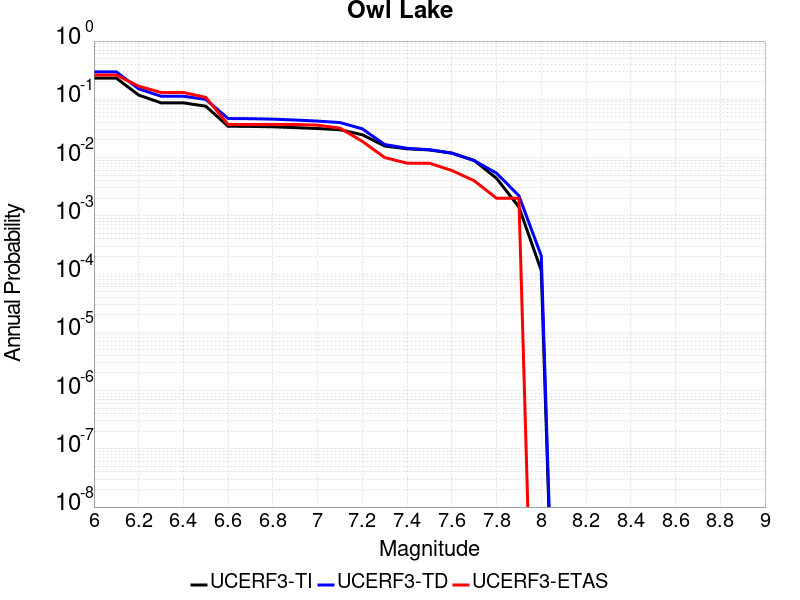 Owl Lake
10^0
10^-1
10^-2
10^-3
10^-4
10^-5
10^-6
10^-7
10^-8
Annual Probability
6 6.2 6.4 6.6 6.8 7 7.2 7.4 7.6 7.8 8 8.2 8.4 8.6 8.8 9
Magnitude
UCERF3-TI UCERF3-TD UCERF3-ETAS